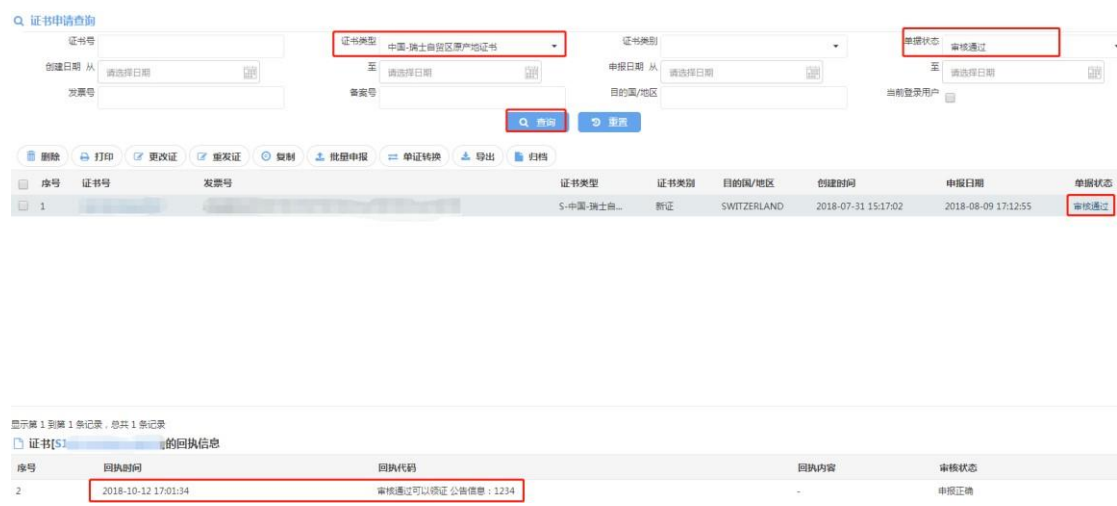 证书申请查询
证书号 证书类型 中国-瑞士自贸区原产地证书 证书类别 单据状态 审核通过
创建日期 从 请选择日期 至 请选择日期 申报日期 从 请选择日期 至 请选择日期
发票号 备案号 目的国/地区 当前登录用户
查询 重置
删除 打印 更改证 重发证 复制 批量申报 单证转换 导出 归档
序号 证书号 发票号 证书类型 证书类别 目的国/地区 创建时间 申报日期 单据状态
1 S-中国-瑞士自... 新证 SWITZERLAND 2018-07-31 15:17:02 2018-08-09 17:12:55 审核通过
显示第 1 到第 1 条记录，总共 1 条记录
证书[S1 的回执信息
序号 回执时间 回执代码 回执内容 审核状态
2 2018-10-12 17:01:34 审核通过可以领证 公告信息：1234 - 申报正确